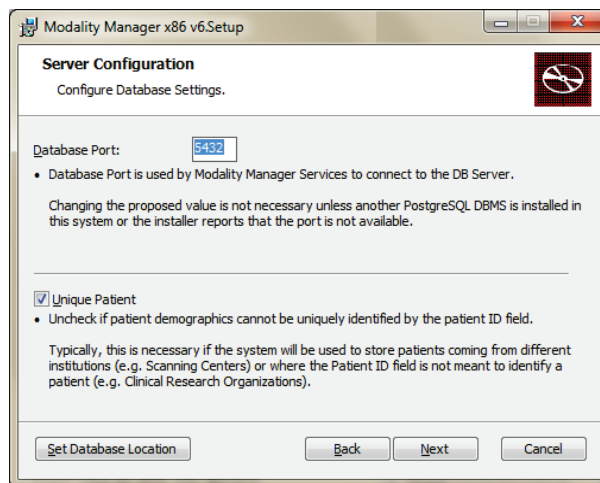 Modality Manager x86 v6.Setup
Server Configuration
Configure Database Settings.
Database Port:
5432
• Database Port is used by Modality Manager Services to connect to the DB Server.
Changing the proposed value is not necessary unless another PostgreSQL DBMS is installed in
this system or the installer reports that the port is not available.
Unique Patient
• Uncheck if patient demographics cannot be uniquely identified by the patient ID field.
Typically, this is necessary if the system will be used to store patients coming from different
institutions (e.g. Scanning Centers) or where the Patient ID field is not meant to identify a
patient (e.g. Clinical Research Organizations).
Set Database Location
Back
Next
Cancel